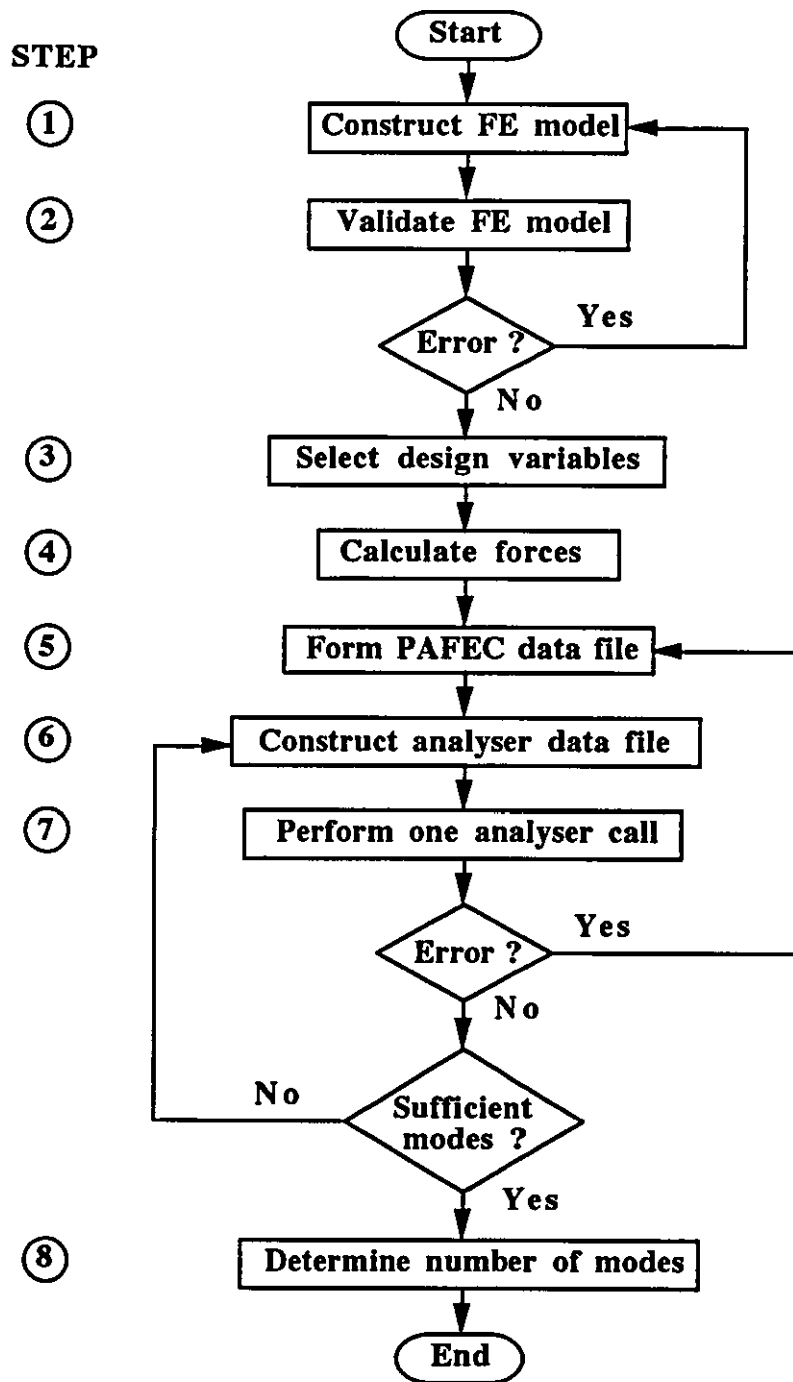 Start
STEP
1
Construct FE model
2
Validate FE model
Error ?
Yes
No
3
Select design variables
4
Calculate forces
5
Form PAFEC data file
6
Construct analyser data file
7
Perform one analyser call
Error ?
Yes
No
No
Sufficient
modes ?
Yes
8
Determine number of modes
End